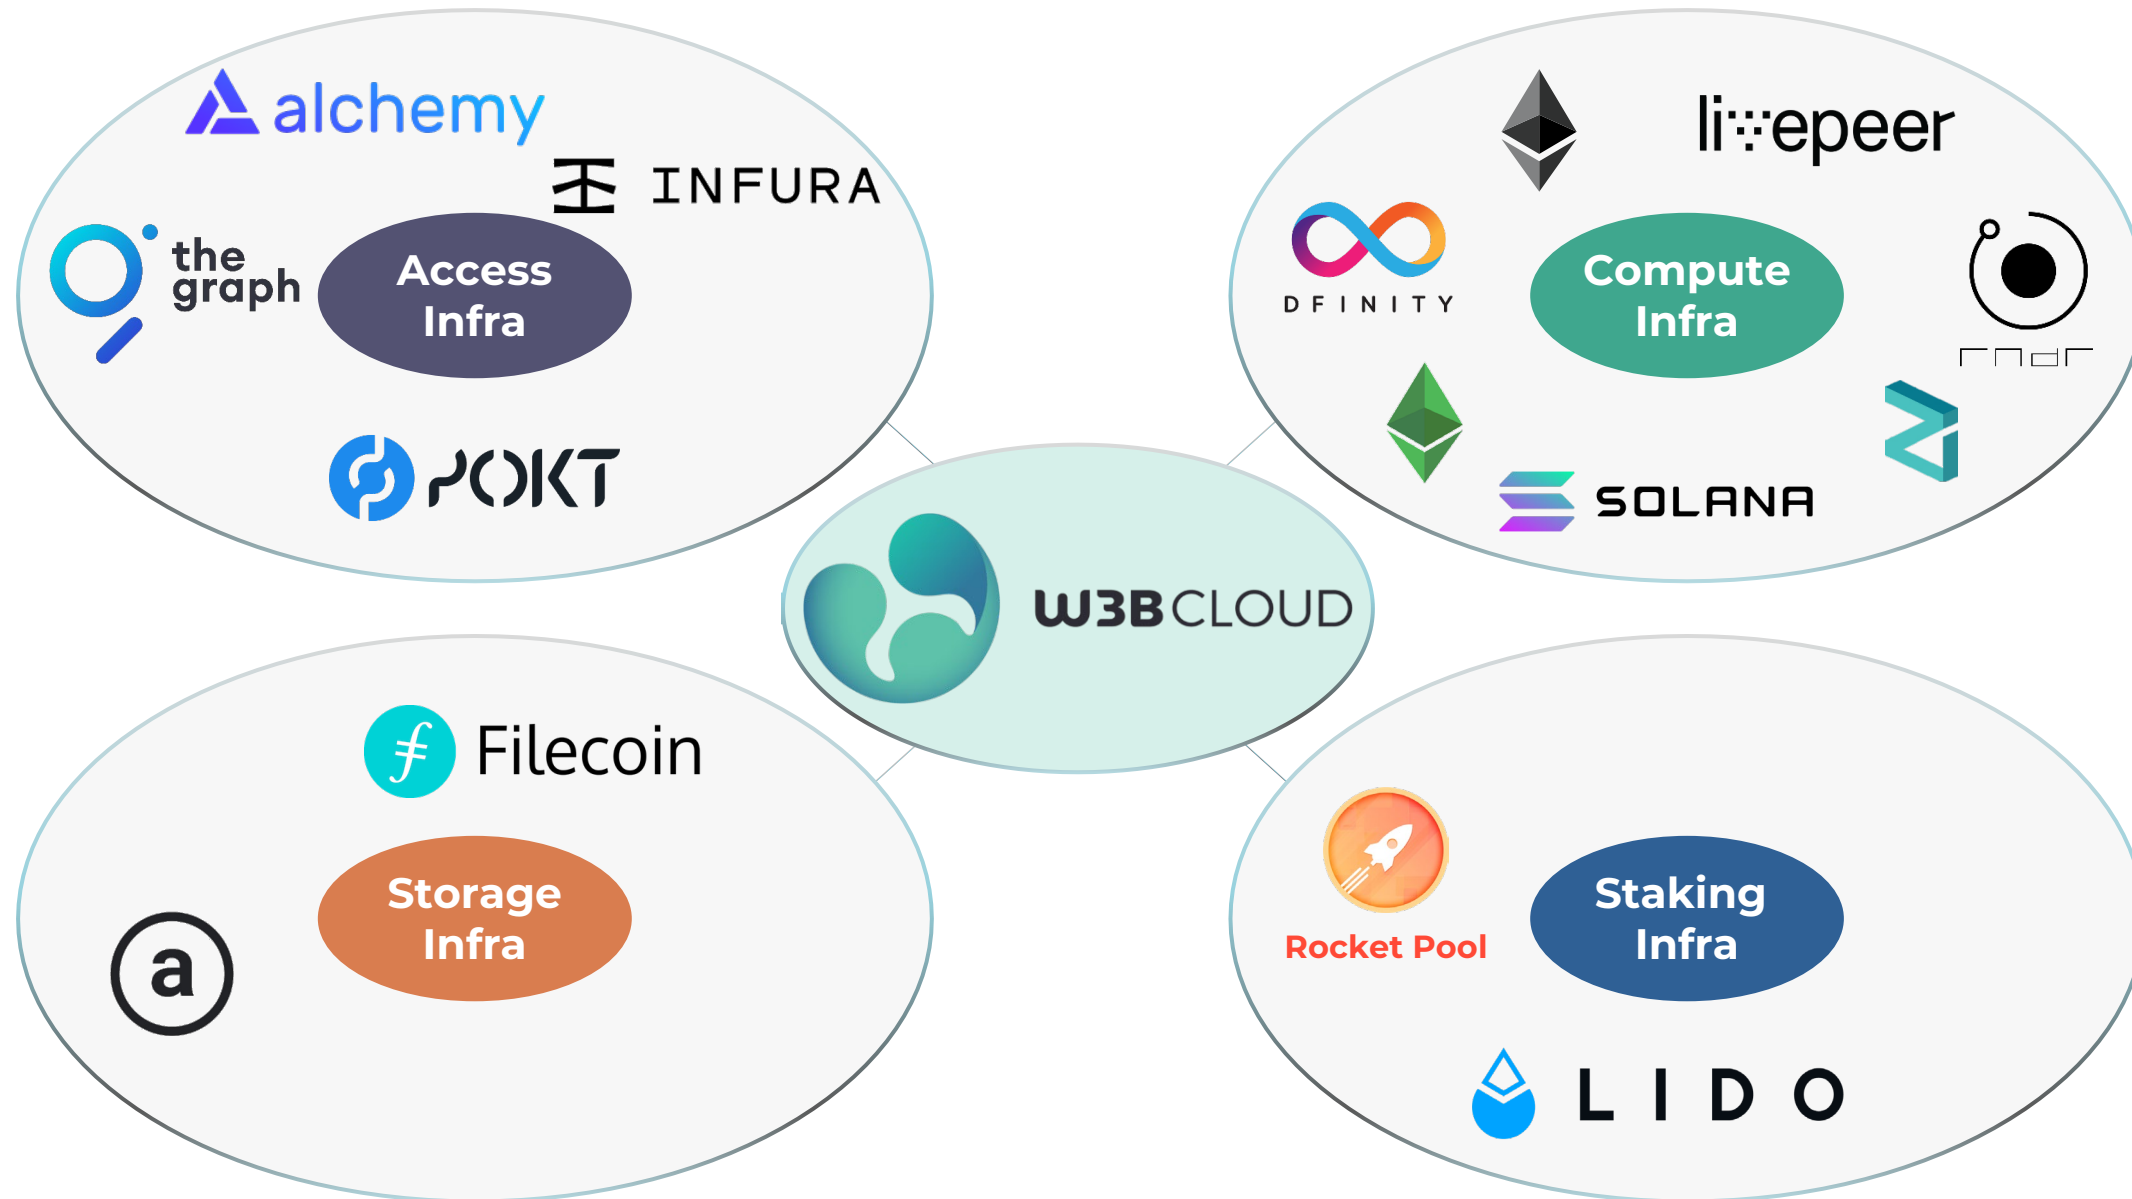 alchemy
INFURA
the
graph
Access
Infra
POKT
livepeer
DFINITY
Compute
Infra
rndr
SOLANA
W3BCLOUD
Filecoin
Storage
Infra
a
Rocket Pool
Staking
Infra
LIDO